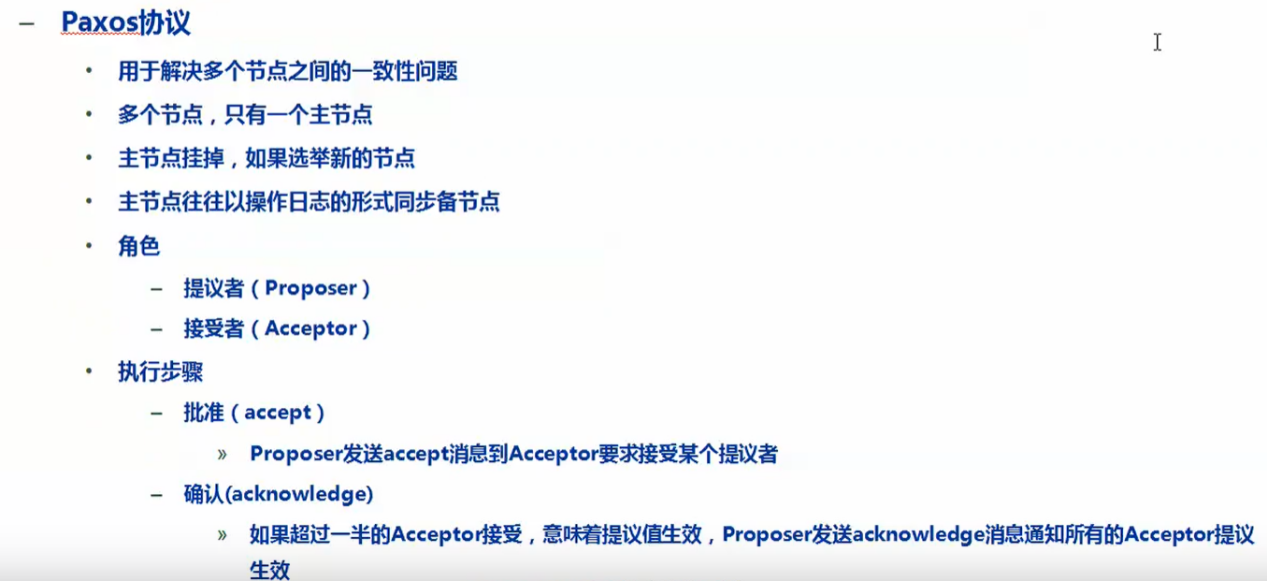 – Paxos协议
• 用于解决多个节点之间的一致性问题
• 多个节点，只有一个主节点
• 主节点挂掉，如果选举新的节点
• 主节点往往以操作日志的形式同步备节点
• 角色
– 提议者（Proposer）
– 接受者（Acceptor）
• 执行步骤
– 批准（accept）
» Proposer发送accept消息到Acceptor要求接受某个提议者
– 确认(acknowledge)
» 如果超过一半的Acceptor接受，意味着提议值生效，Proposer发送acknowledge消息通知所有的Acceptor提议
生效